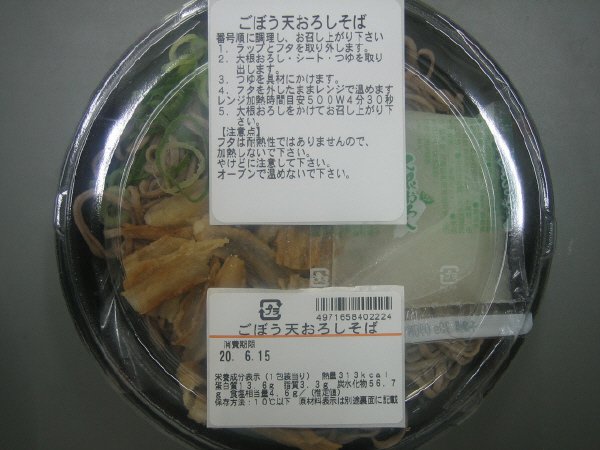 ごぼう天おろしそば
番号順に調理し、お召し上がり下さい
1. ラップとフタを取り外します。
2. 大根おろし・シート・つゆを取り
出します。
3. つゆを具材にかけます。
4. フタを外したままレンジで温めます
レンジ加熱時間目安500W4分30秒
5. 大根おろしをかけてお召し上がり下
さい。
【注意点】
フタは耐熱性ではありませんので、
加熱しないで下さい。
やけどに注意して下さい。
オーブンで温めないで下さい。
プラ
4971658402224
ごぼう天おろしそば
消費期限
20. 6.15
栄養成分表示(1包装当り) 熱量313kcal
蛋白質13.6g 脂質3.3g 炭水化物56.7
g 食塩相当量4.6g/(推定値)
保存方法:10℃以下 原材料表示は別途裏面に記載